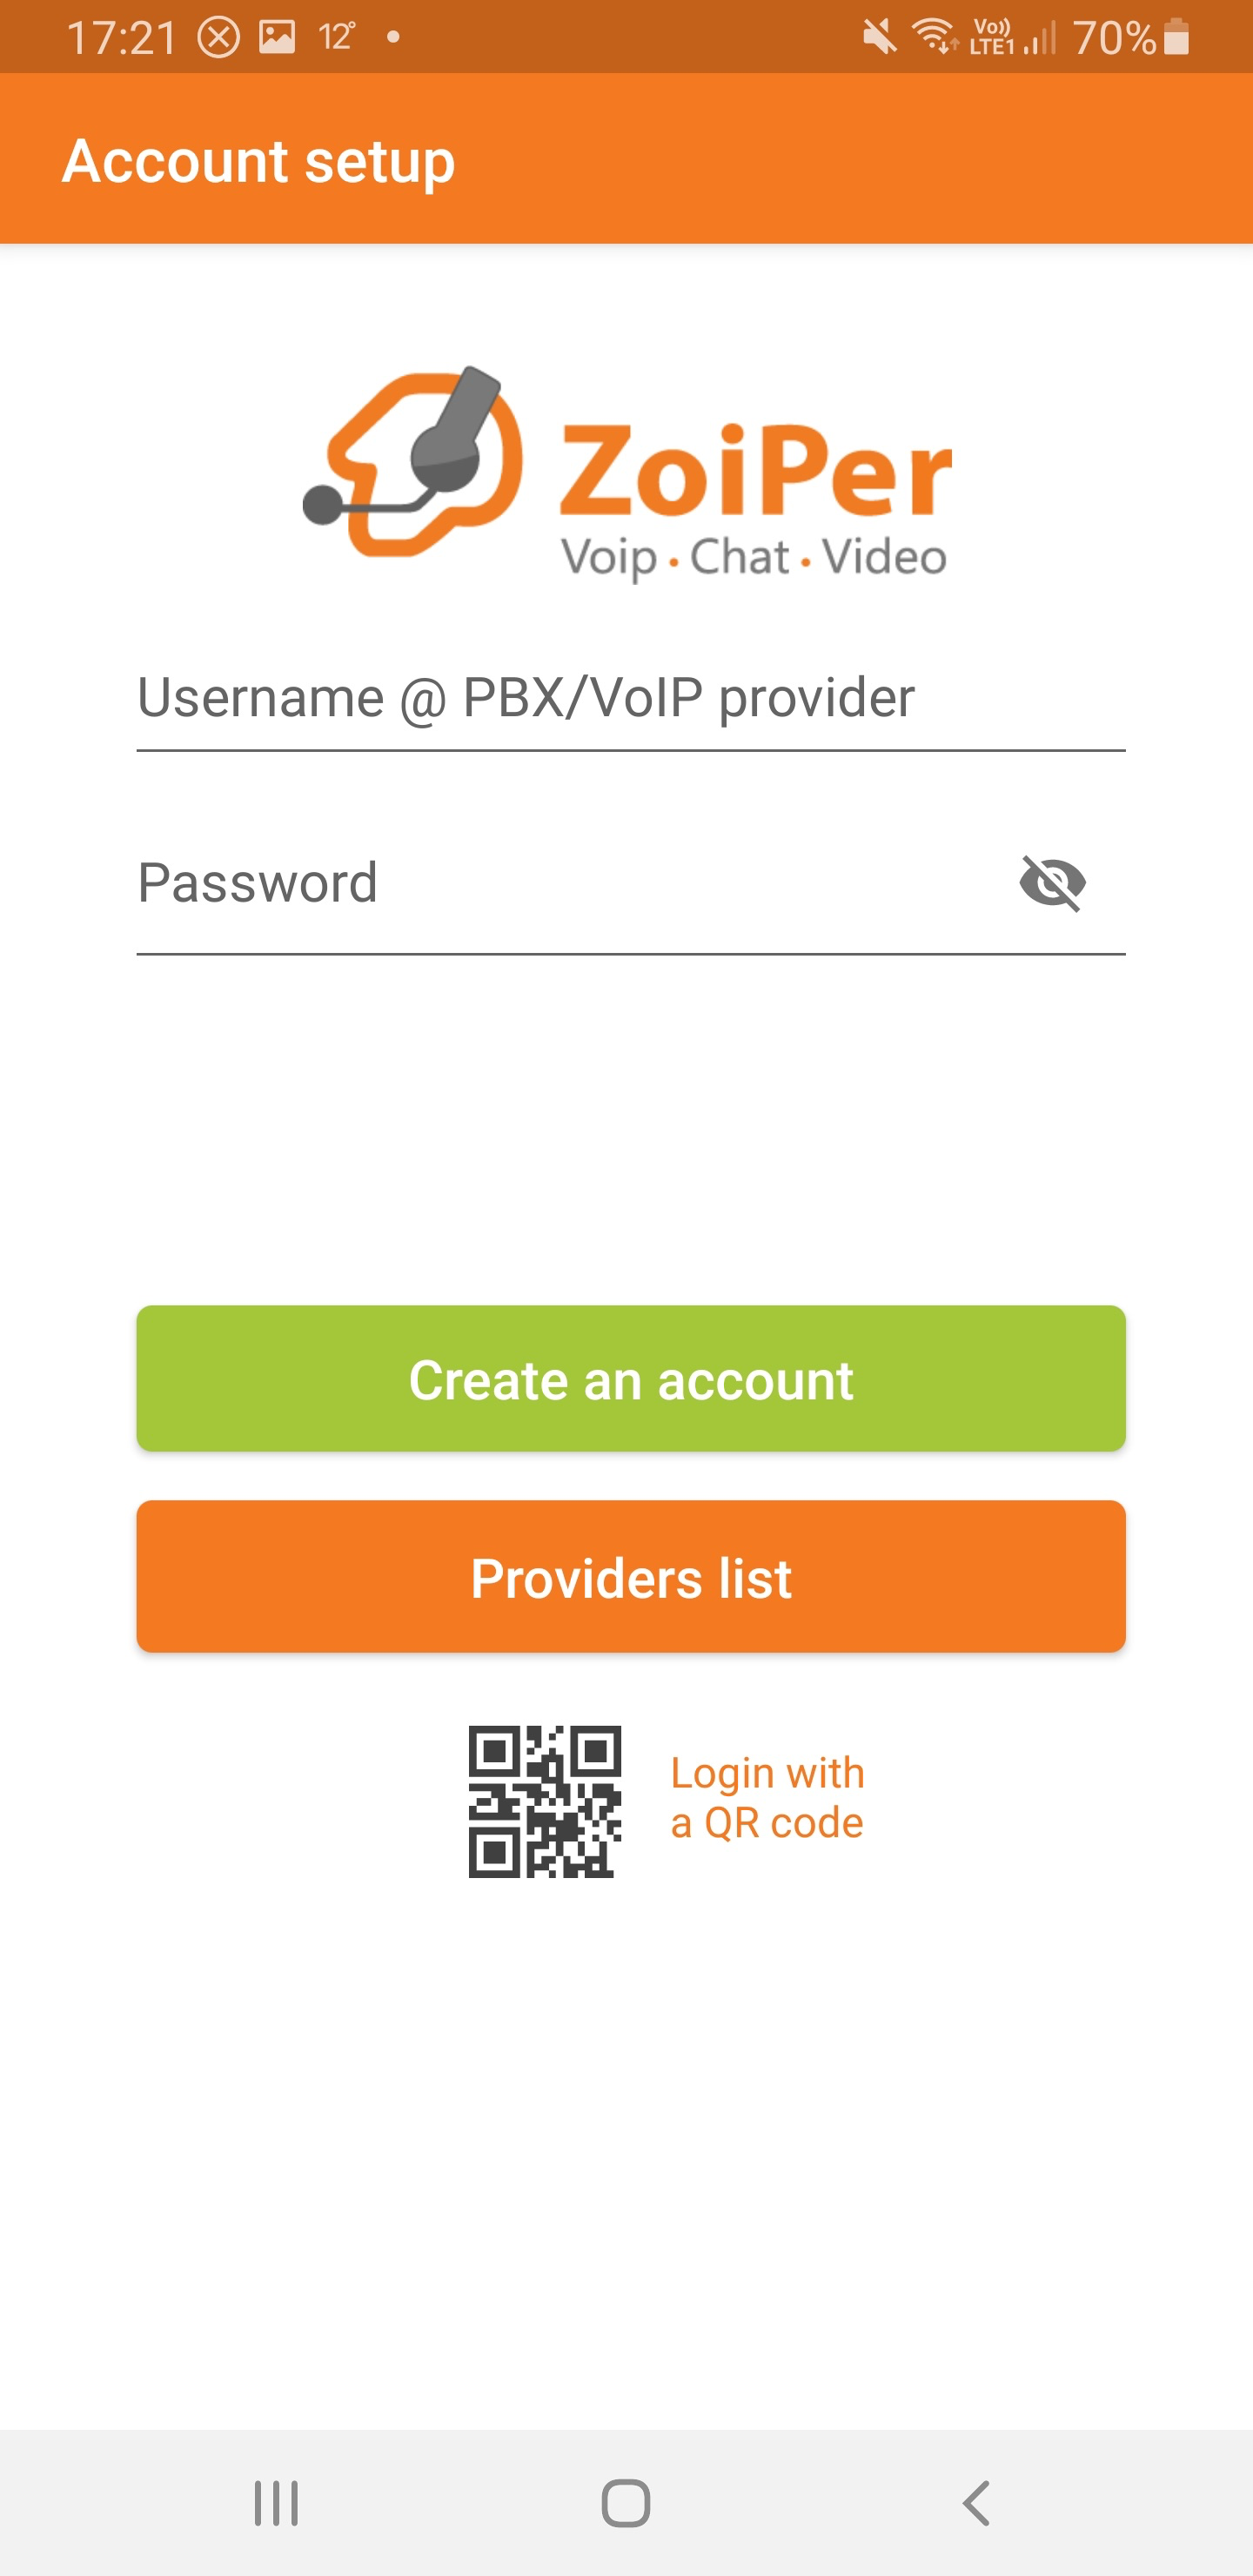 17:21 12° Vo)) LTE1 70%
Account setup
ZoiPer
Voip • Chat • Video
Username @ PBX/VoIP provider
Password
Create an account
Providers list
Login with
a QR code